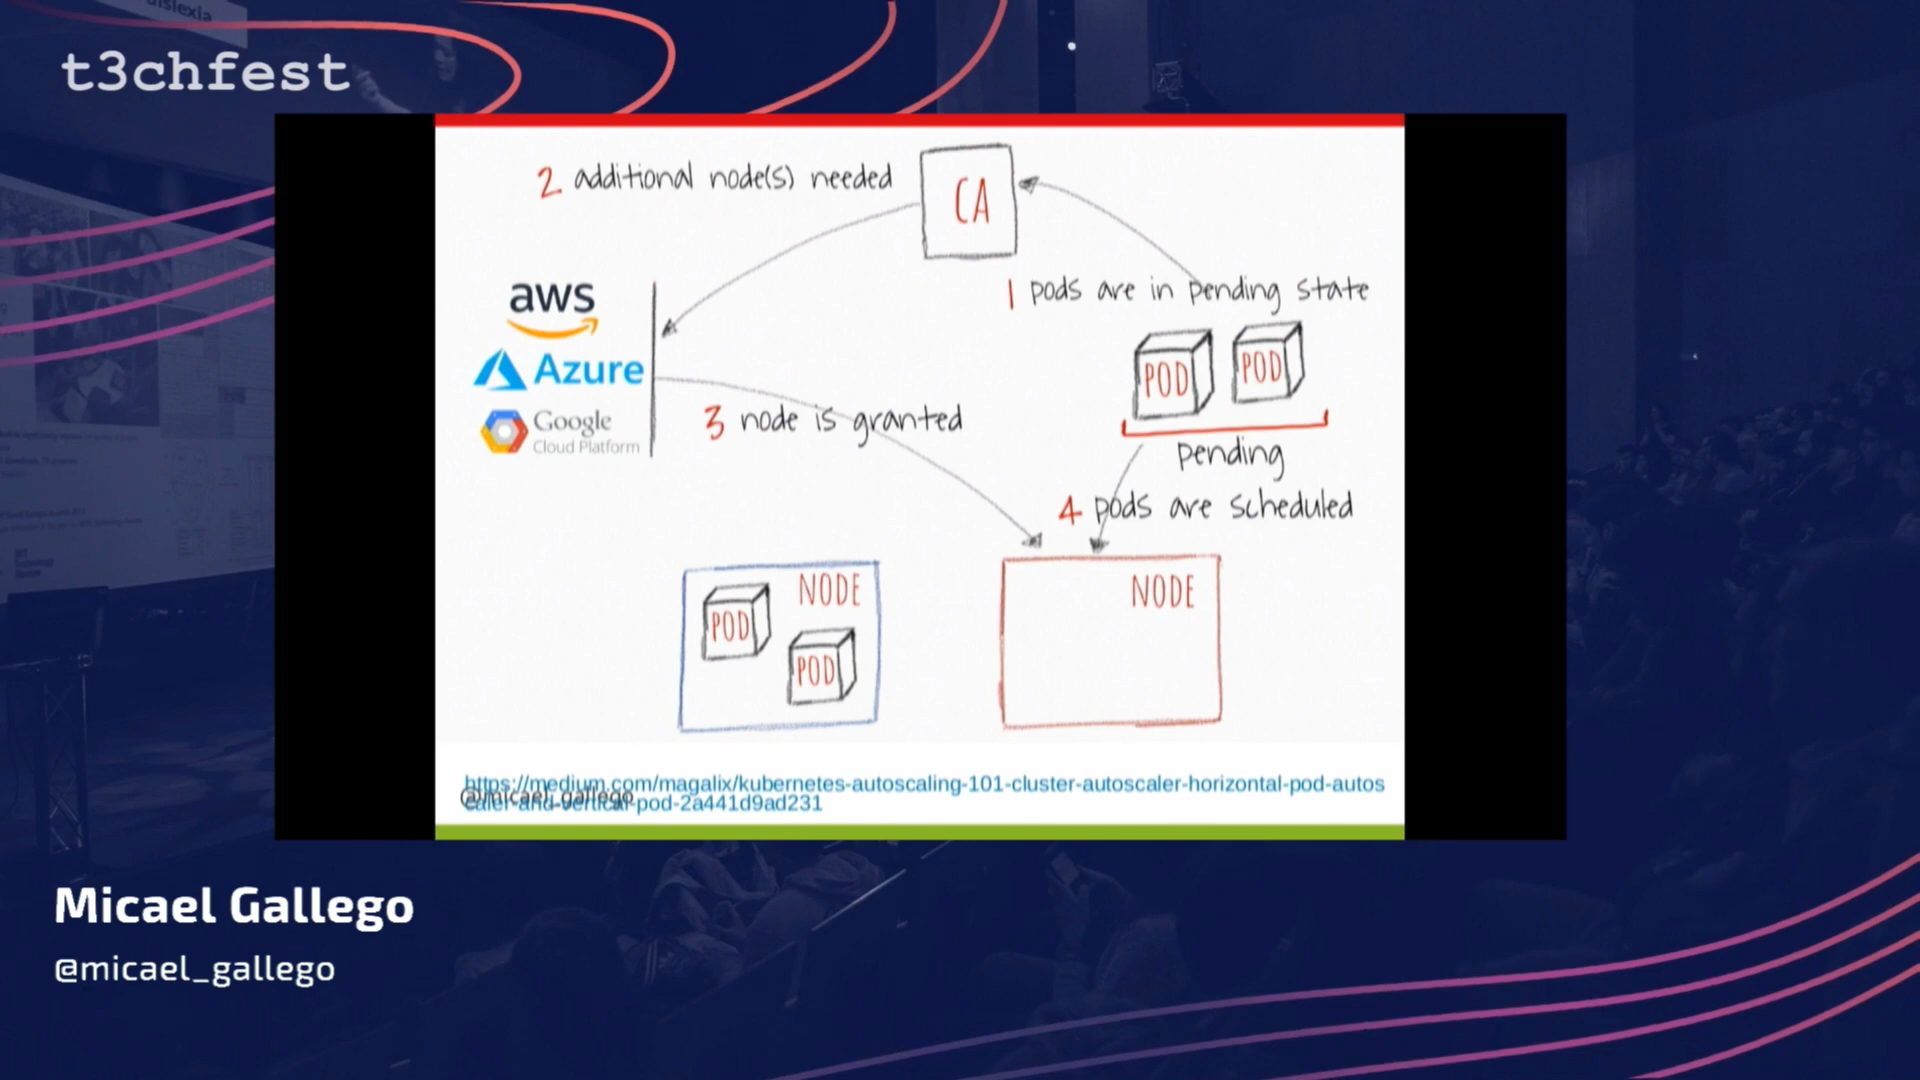 t3chfest
2 additional node(s) needed
CA
1 pods are in pending state
aws
Azure
Google
Cloud Platform
POD
POD
pending
3 node is granted
4 pods are scheduled
NODE
POD
POD
NODE
https://medium.com/magalix/kubernetes-autoscaling-101-cluster-autoscaler-horizontal-pod-autos
caler-and-vertical-pod-2a441d9ad231
@micael_gallego
Micael Gallego
@micael_gallego